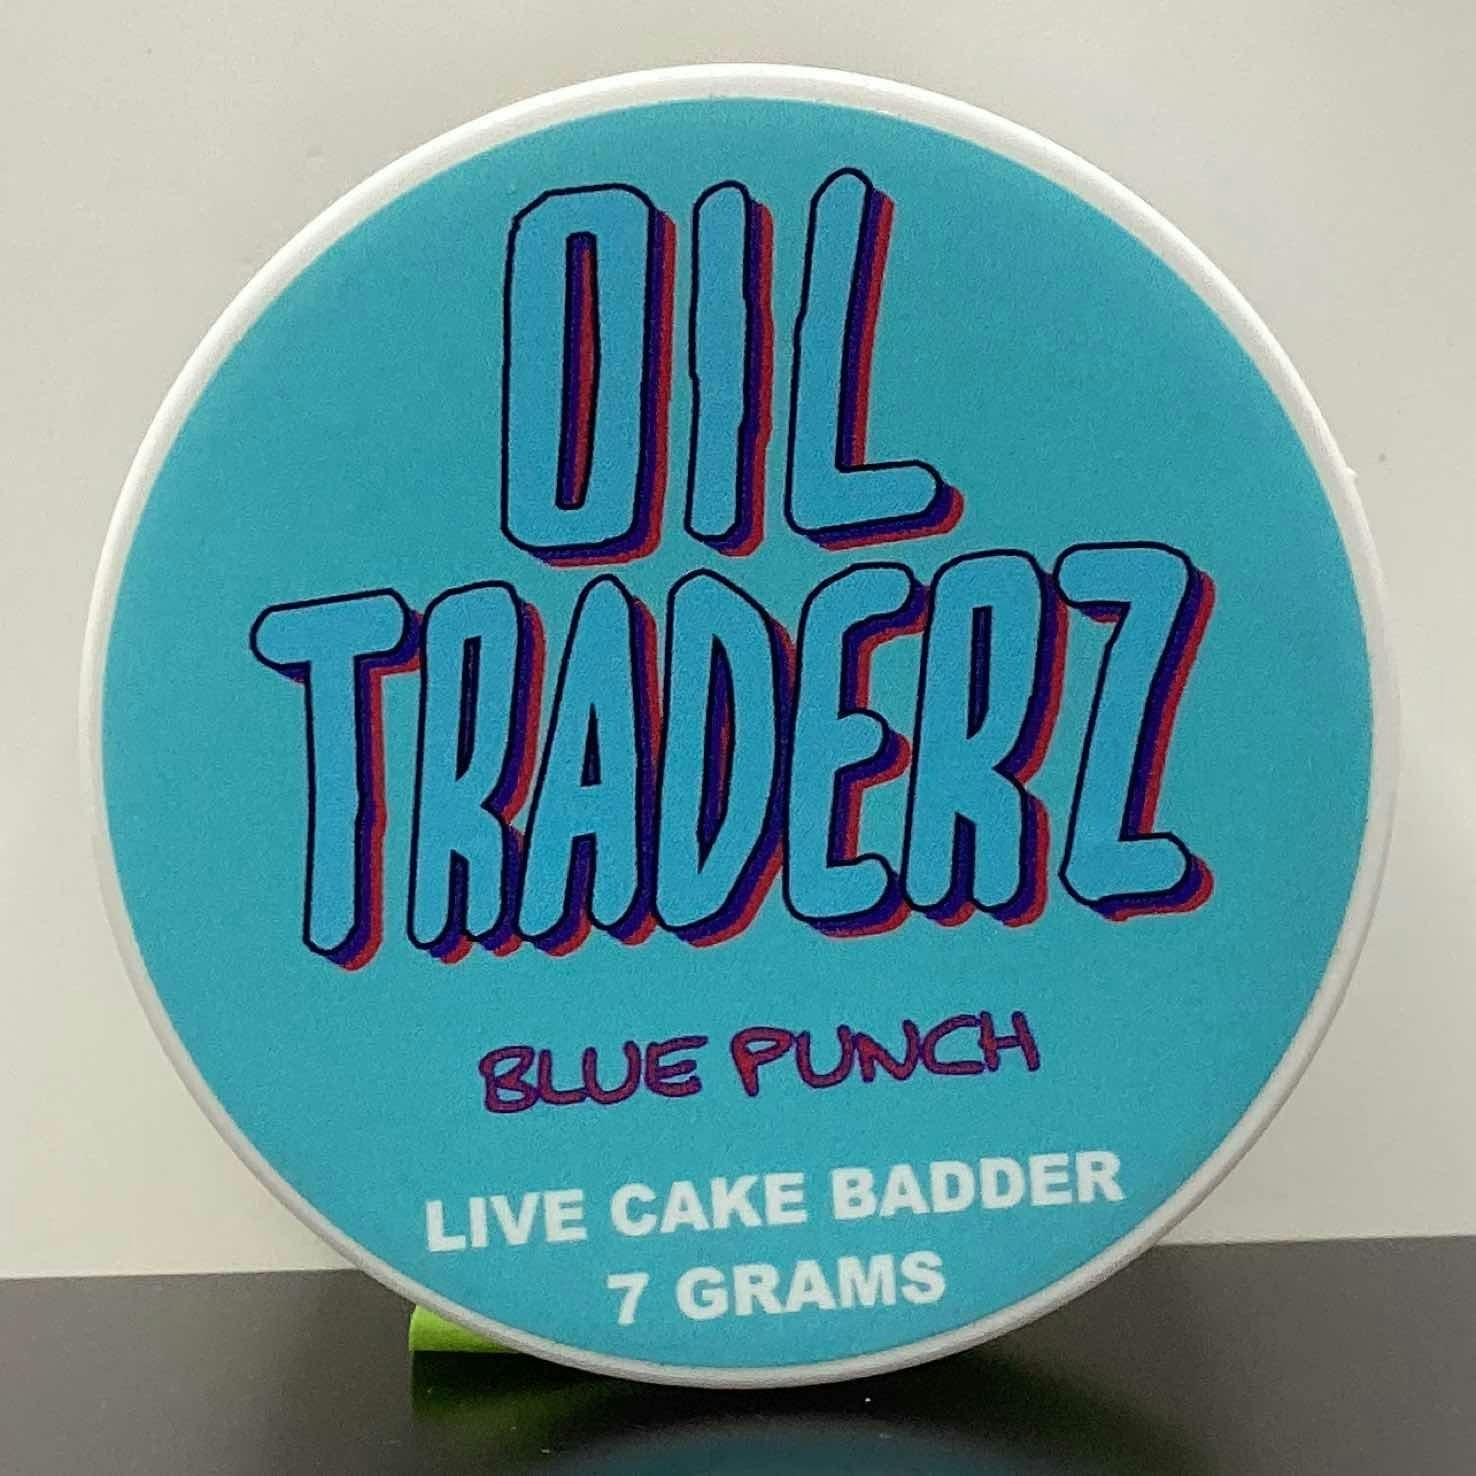 OIL
TRADERZ
BLUE PUNCH
LIVE CAKE BADDER
7 GRAMS